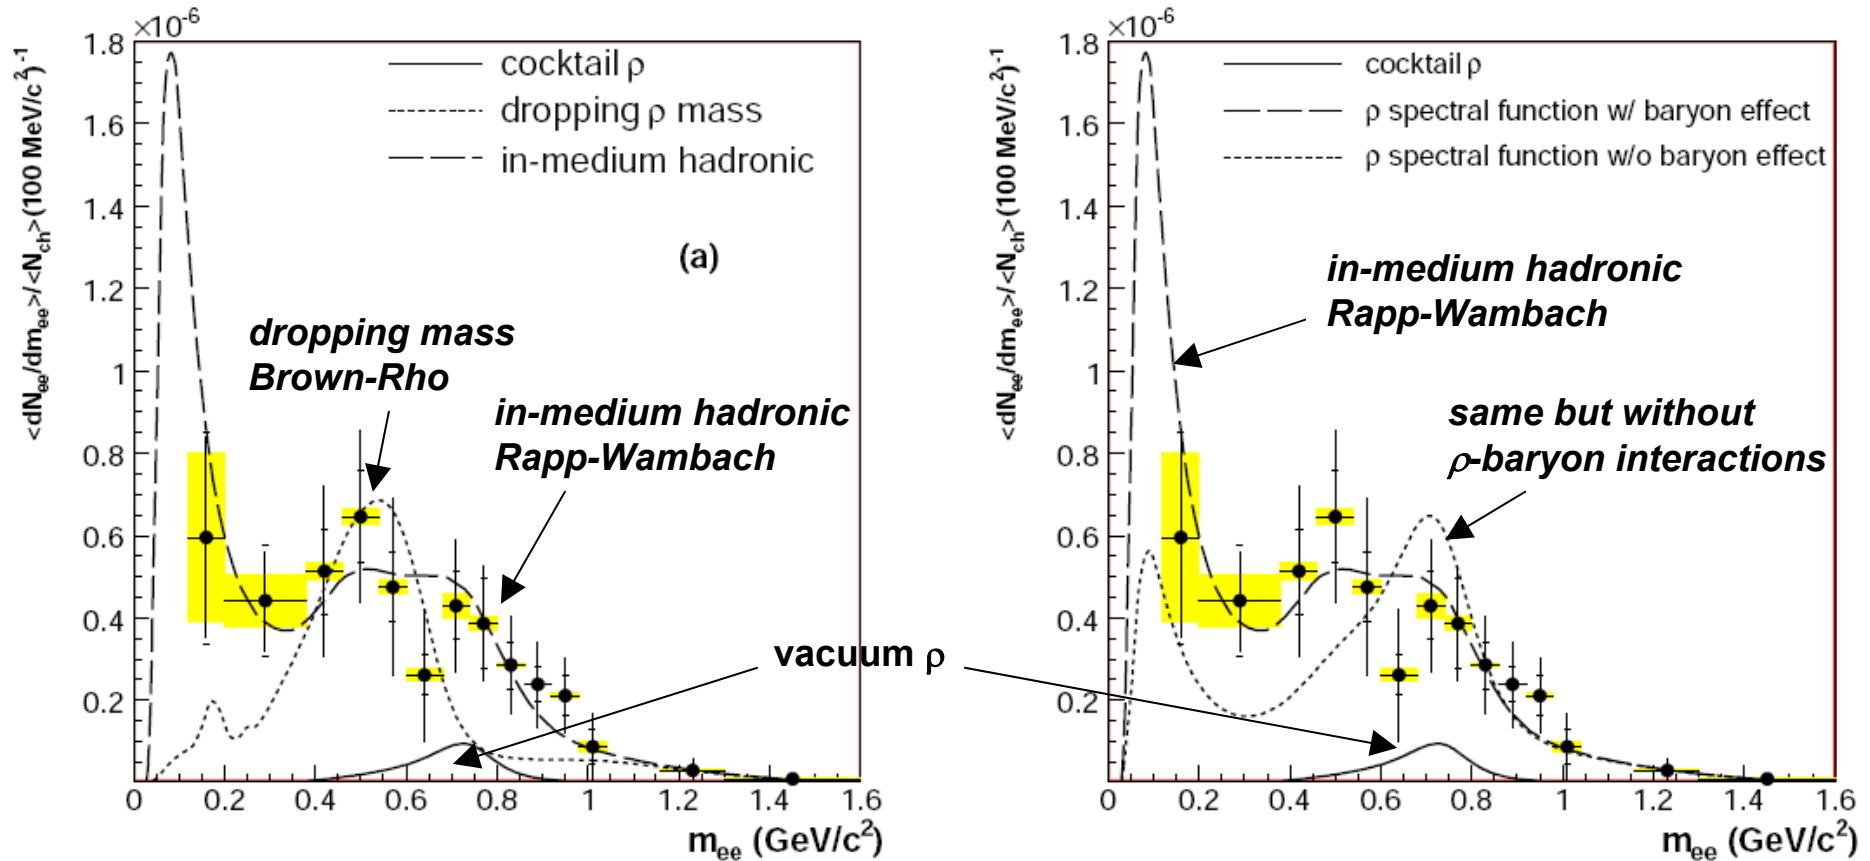 ×10⁻⁶
<dN_ee/dm_ee>/<N_ch>(100 MeV/c²)⁻¹
1.8
1.6
1.4
1.2
1
0.8
0.6
0.4
0.2
cocktail ρ
dropping ρ mass
in-medium hadronic
(a)
dropping mass
Brown-Rho
in-medium hadronic
Rapp-Wambach
0 0.2 0.4 0.6 0.8 1 1.2 1.4 1.6
m_ee (GeV/c²)
vacuum ρ
×10⁻⁶
<dN_ee/dm_ee>/<N_ch>(100 MeV/c²)⁻¹
1.8
1.6
1.4
1.2
1
0.8
0.6
0.4
0.2
cocktail ρ
ρ spectral function w/ baryon effect
ρ spectral function w/o baryon effect
in-medium hadronic
Rapp-Wambach
same but without
ρ-baryon interactions
0 0.2 0.4 0.6 0.8 1 1.2 1.4 1.6
m_ee (GeV/c²)